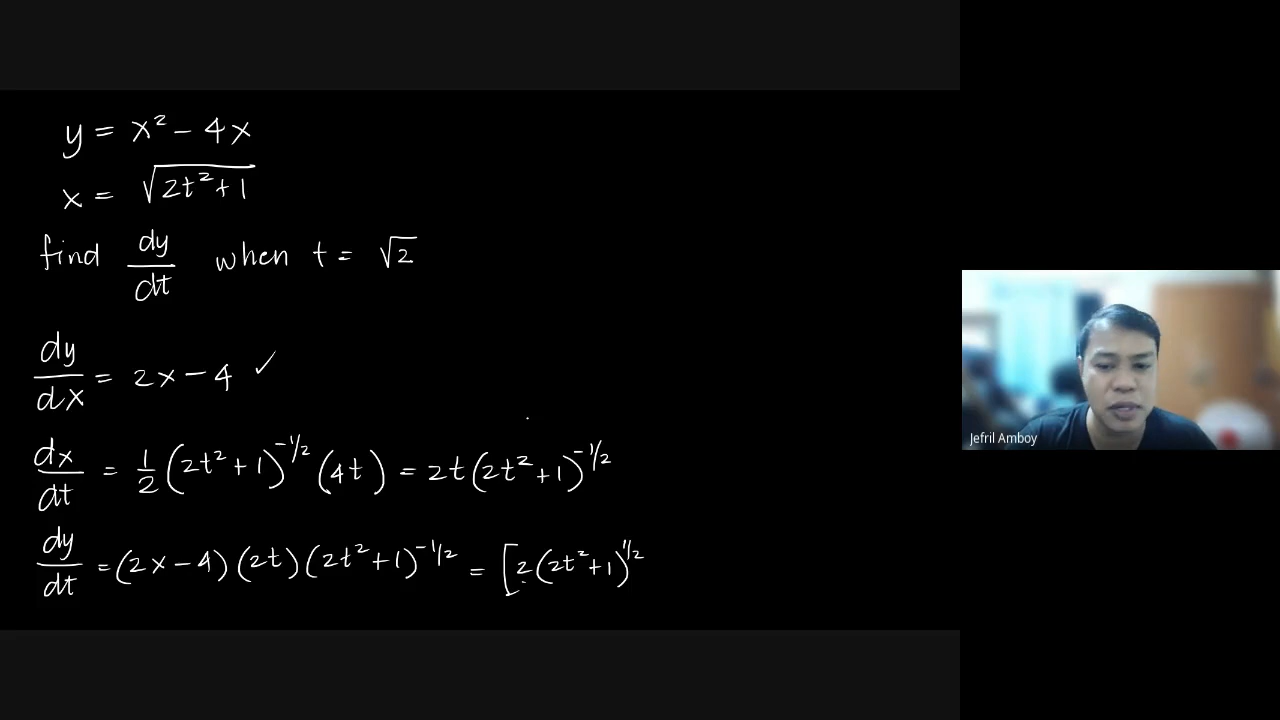 y = x² - 4x
x = √(2t² + 1)
find dy/dt when t = √2
dy/dx = 2x - 4 ✓
dx/dt = 1/2 (2t² + 1)^(-1/2) (4t) = 2t(2t² + 1)^(-1/2)
dy/dt = (2x - 4)(2t)(2t² + 1)^(-1/2) = [2(2t² + 1)^(1/2)
Jefril Amboy